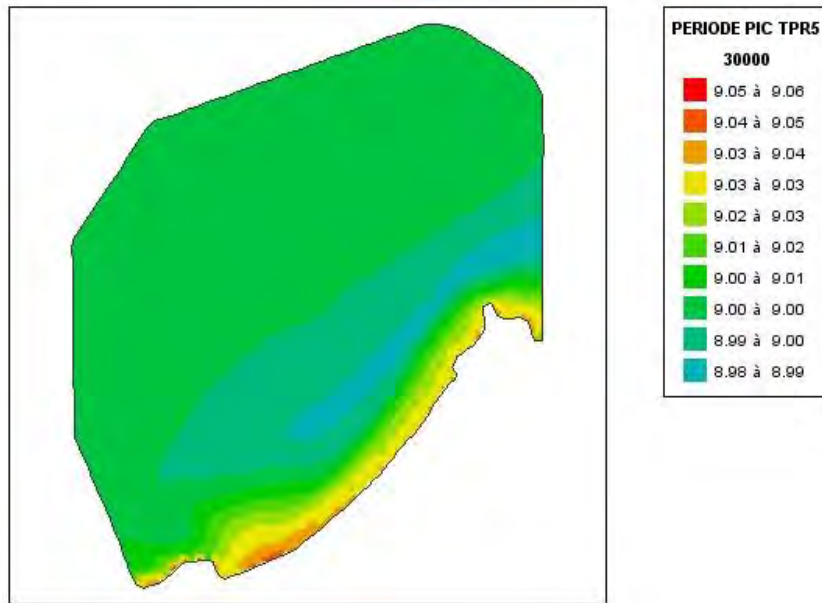 PERIODE PIC TPR5
30000
9.05 à 9.06
9.04 à 9.05
9.03 à 9.04
9.03 à 9.03
9.02 à 9.03
9.01 à 9.02
9.00 à 9.01
9.00 à 9.00
8.99 à 9.00
8.98 à 8.99